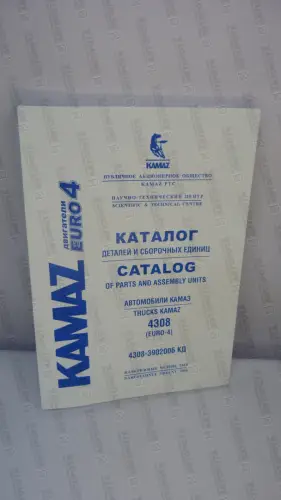 KAMAZ
ПУБЛИЧНОЕ АКЦИОНЕРНОЕ ОБЩЕСТВО
KAMAZ PTC
НАУЧНО-ТЕХНИЧЕСКИЙ ЦЕНТР
SCIENTIFIC & TECHNICAL CENTRE
КАТАЛОГ
ДЕТАЛЕЙ И СБОРОЧНЫХ ЕДИНИЦ
CATALOG
OF PARTS AND ASSEMBLY UNITS
АВТОМОБИЛИ КАМАЗ
TRUCKS KAMAZ
4308
(EURO-4)
4308-3902006 КД
KAMAZ
двигатели
EURO 4